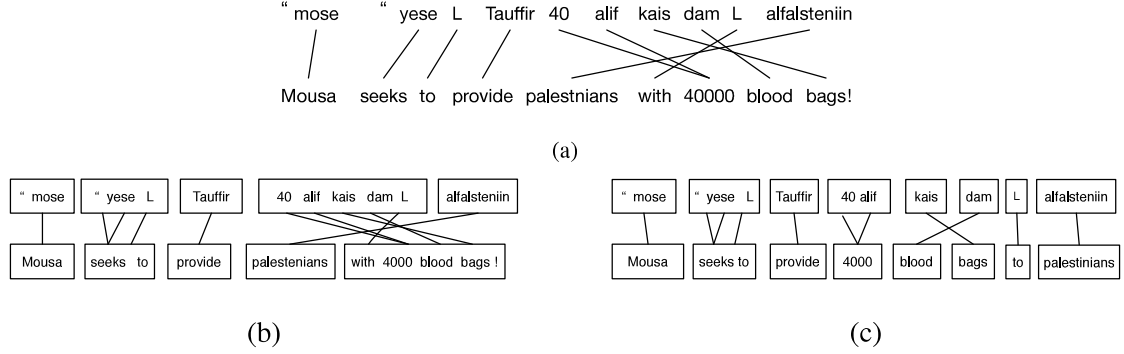 “ mose “ yese L Tauffir 40 alif kais dam L alfalsteniin
Mousa seeks to provide palestnians with 40000 blood bags!
(a)
“ mose “ yese L Tauffir 40 alif kais dam L alfalsteniin
Mousa seeks to provide palestenians with 4000 blood bags !
(b)
“ mose “ yese L Tauffir 40 alif kais dam L alfalsteniin
Mousa seeks to provide 4000 blood bags to palestinians
(c)